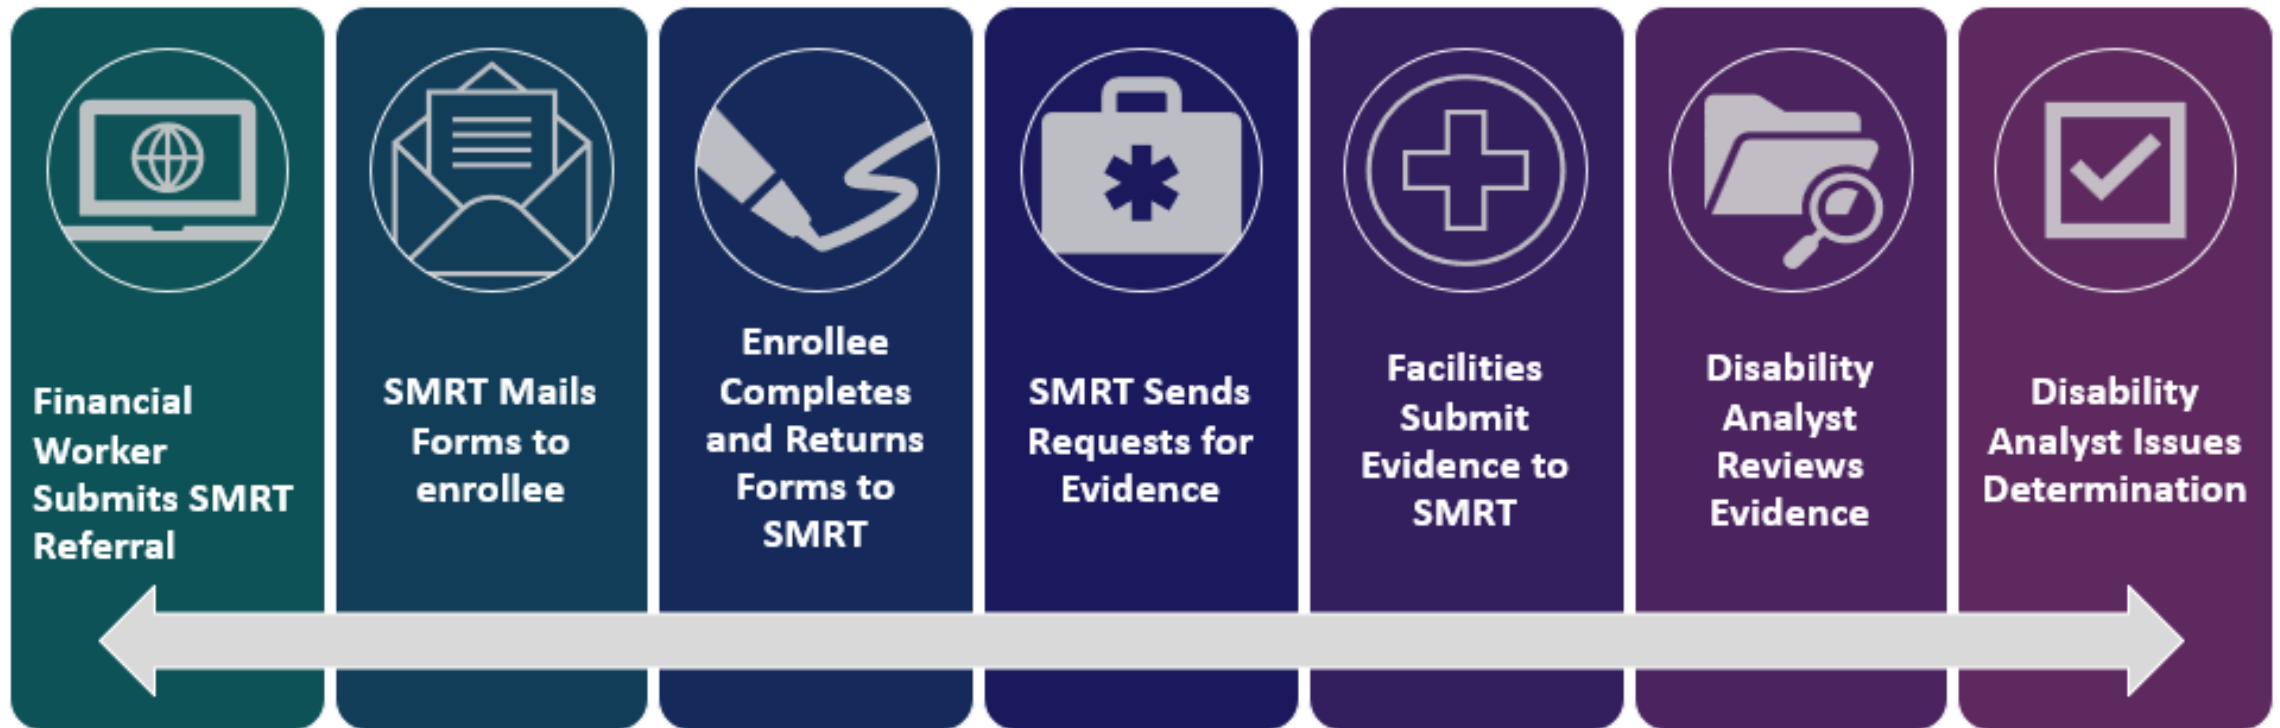 Financial
Worker
Submits SMRT
Referral
SMRT Mails
Forms to
enrollee
Enrollee
Completes
and Returns
Forms to
SMRT
SMRT Sends
Requests for
Evidence
Facilities
Submit
Evidence to
SMRT
Disability
Analyst
Reviews
Evidence
Disability
Analyst Issues
Determination